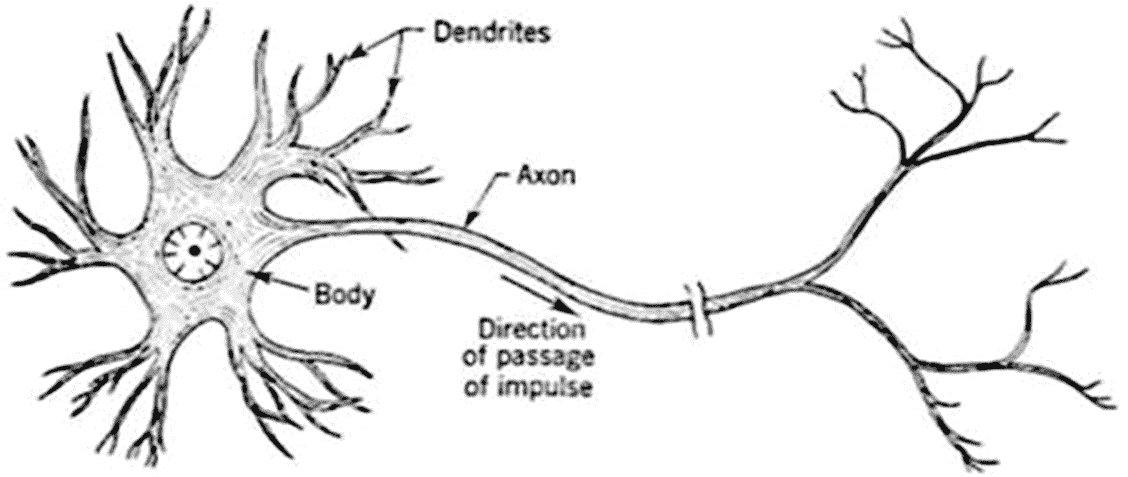 Dendrites
Axon
Body
Direction
of passage
of impulse